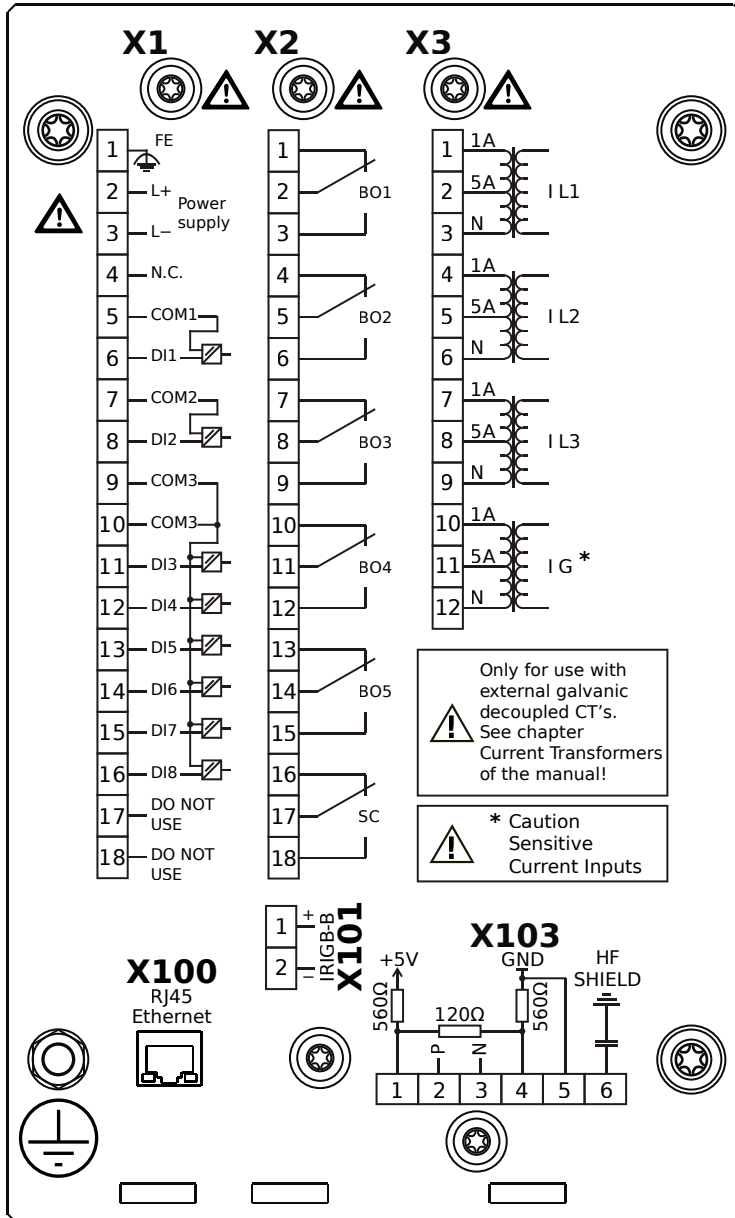 X1
X2
X3
1
FE
2
L+
Power
supply
3
L−
4
N.C.
5
COM1
6
DI1
7
COM2
8
DI2
9
COM3
10
COM3
11
DI3
12
DI4
13
DI5
14
DI6
15
DI7
16
DI8
17
DO NOT
USE
18
DO NOT
USE
1
2
BO1
3
4
5
BO2
6
7
8
BO3
9
10
11
BO4
12
13
14
BO5
15
16
17
SC
18
1
1A
2
5A
I L1
3
N
4
1A
5
5A
I L2
6
N
7
1A
8
5A
I L3
9
N
10
1A
11
5A
I G *
12
N
Only for use with
external galvanic
decoupled CT's.
See chapter
Current Transformers
of the manual!
* Caution
Sensitive
Current Inputs
1
+
2
−
IRIGB-B
X101
X100
RJ45
Ethernet
X103
+5V
GND
HF
SHIELD
560Ω
120Ω
560Ω
P
N
1
2
3
4
5
6